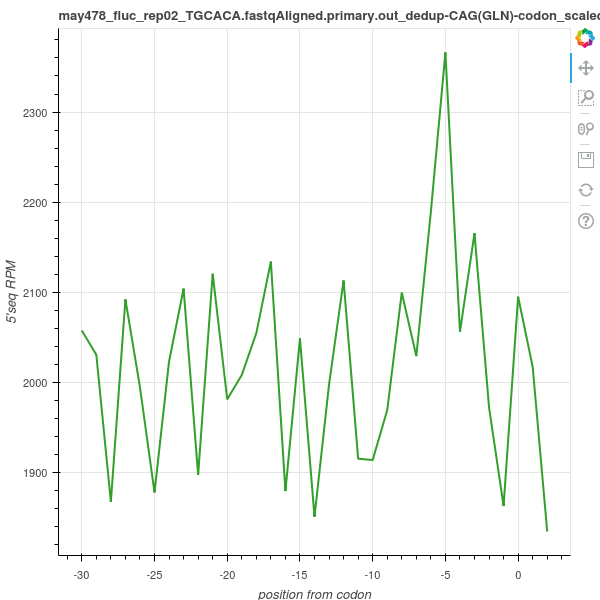 may478_fluc_rep02_TGCACA.fastqAligned.primary.out_dedup-CAG(GLN)-codon_scaled
2300
2200
2100
2000
1900
5'seq RPM
-30 -25 -20 -15 -10 -5 0
position from codon